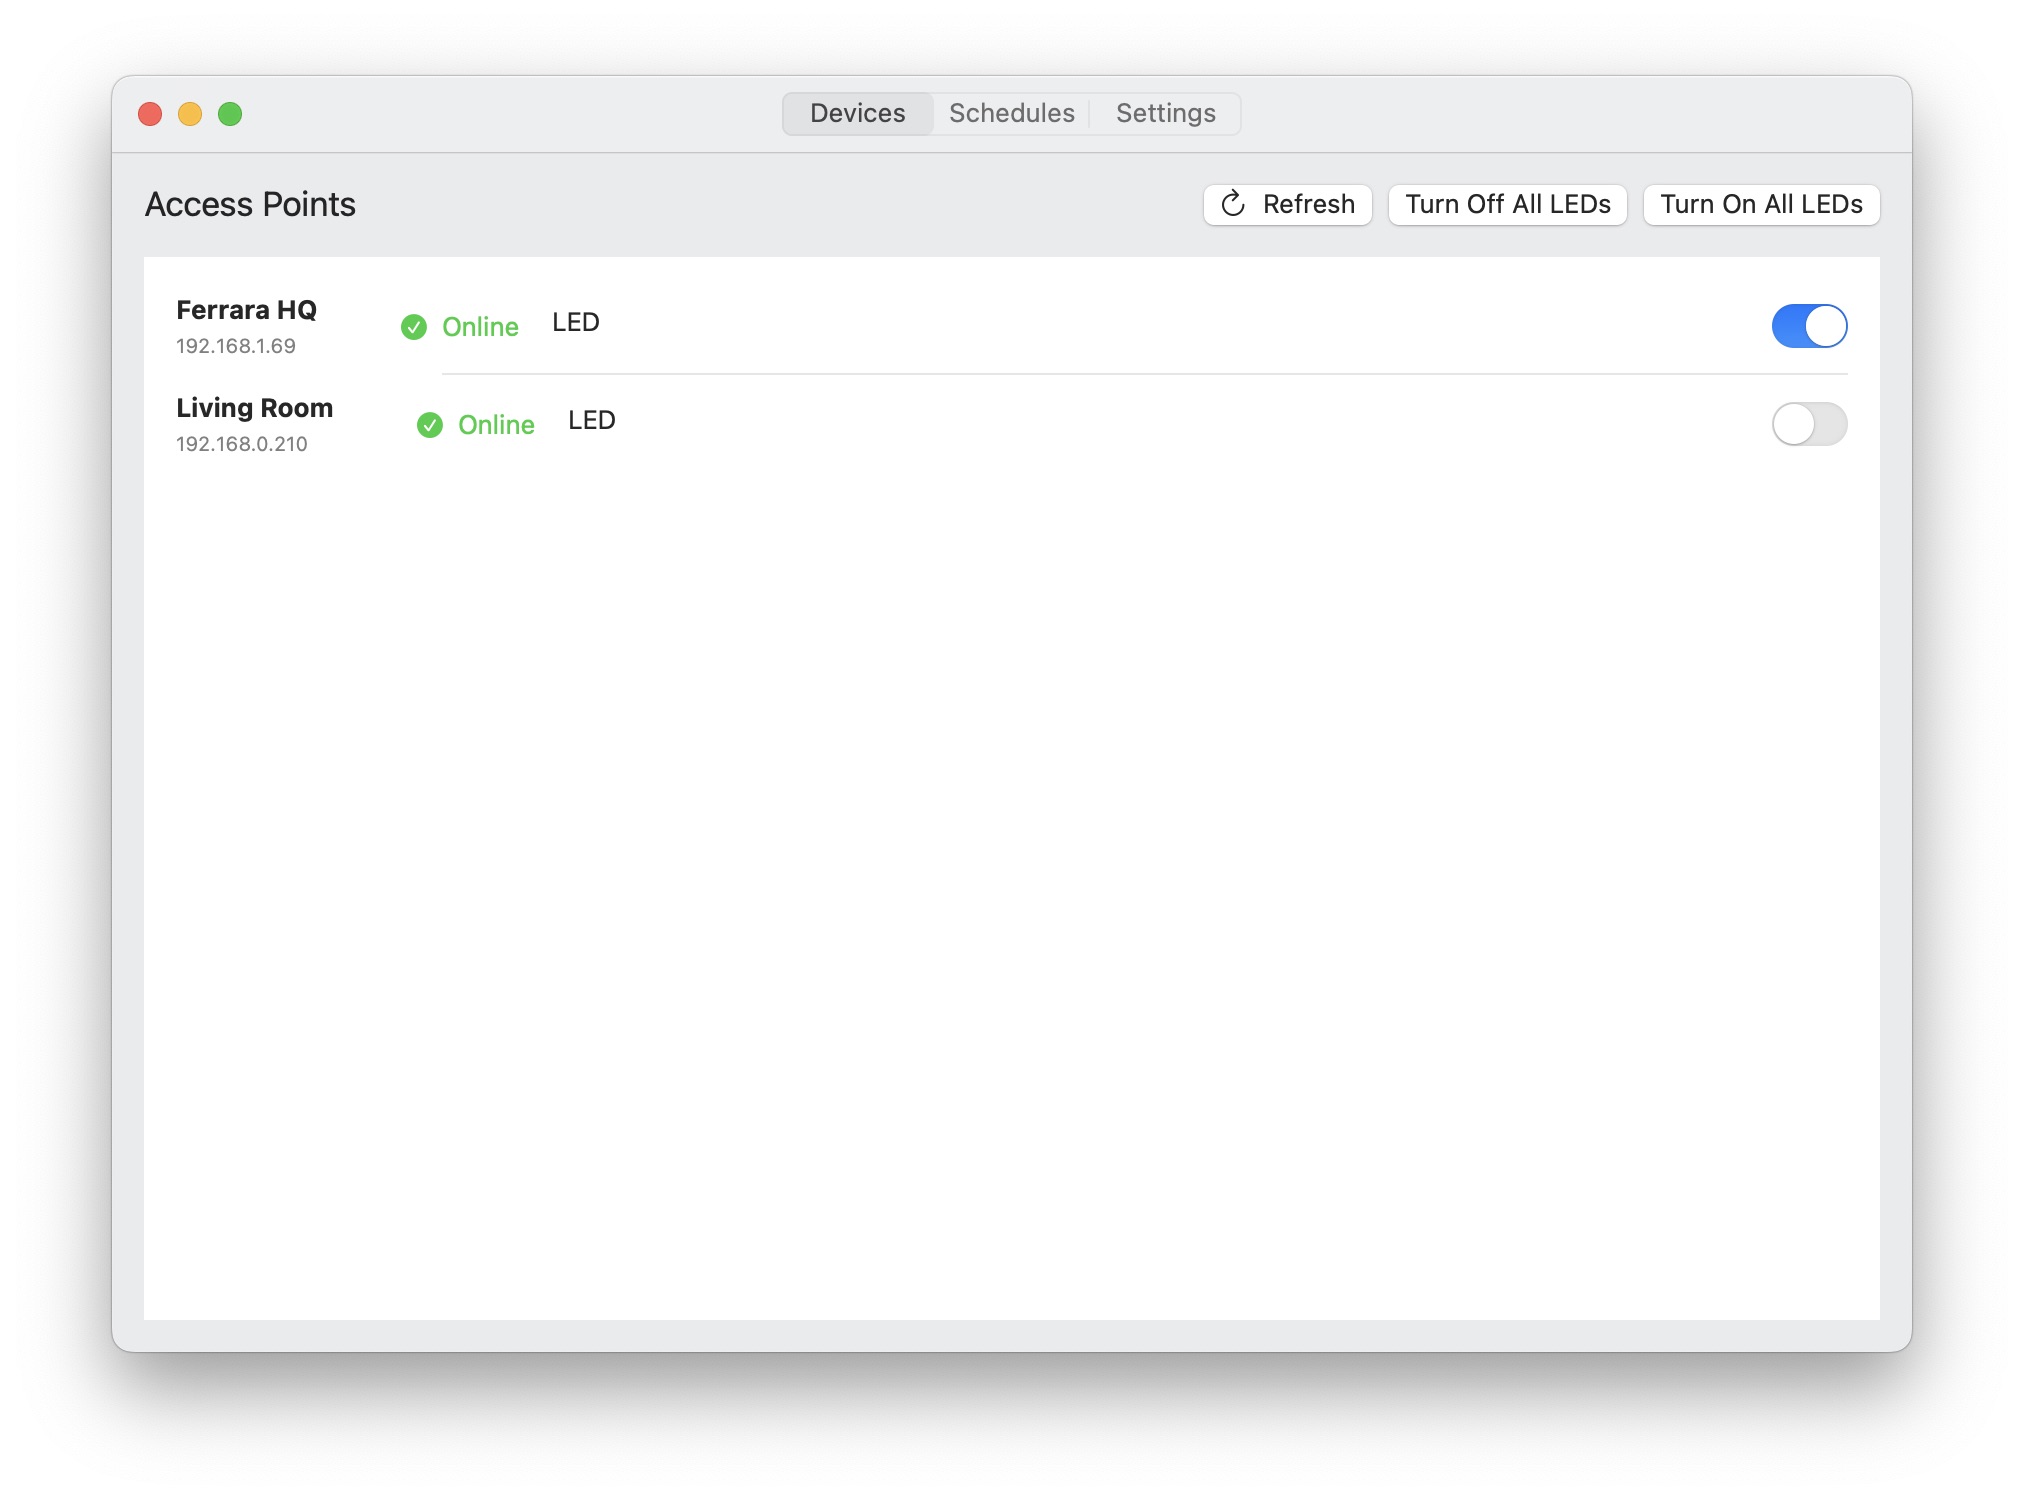 Devices Schedules Settings
Access Points Refresh Turn Off All LEDs Turn On All LEDs
Ferrara HQ
192.168.1.69
Online LED
Living Room
192.168.0.210
Online LED